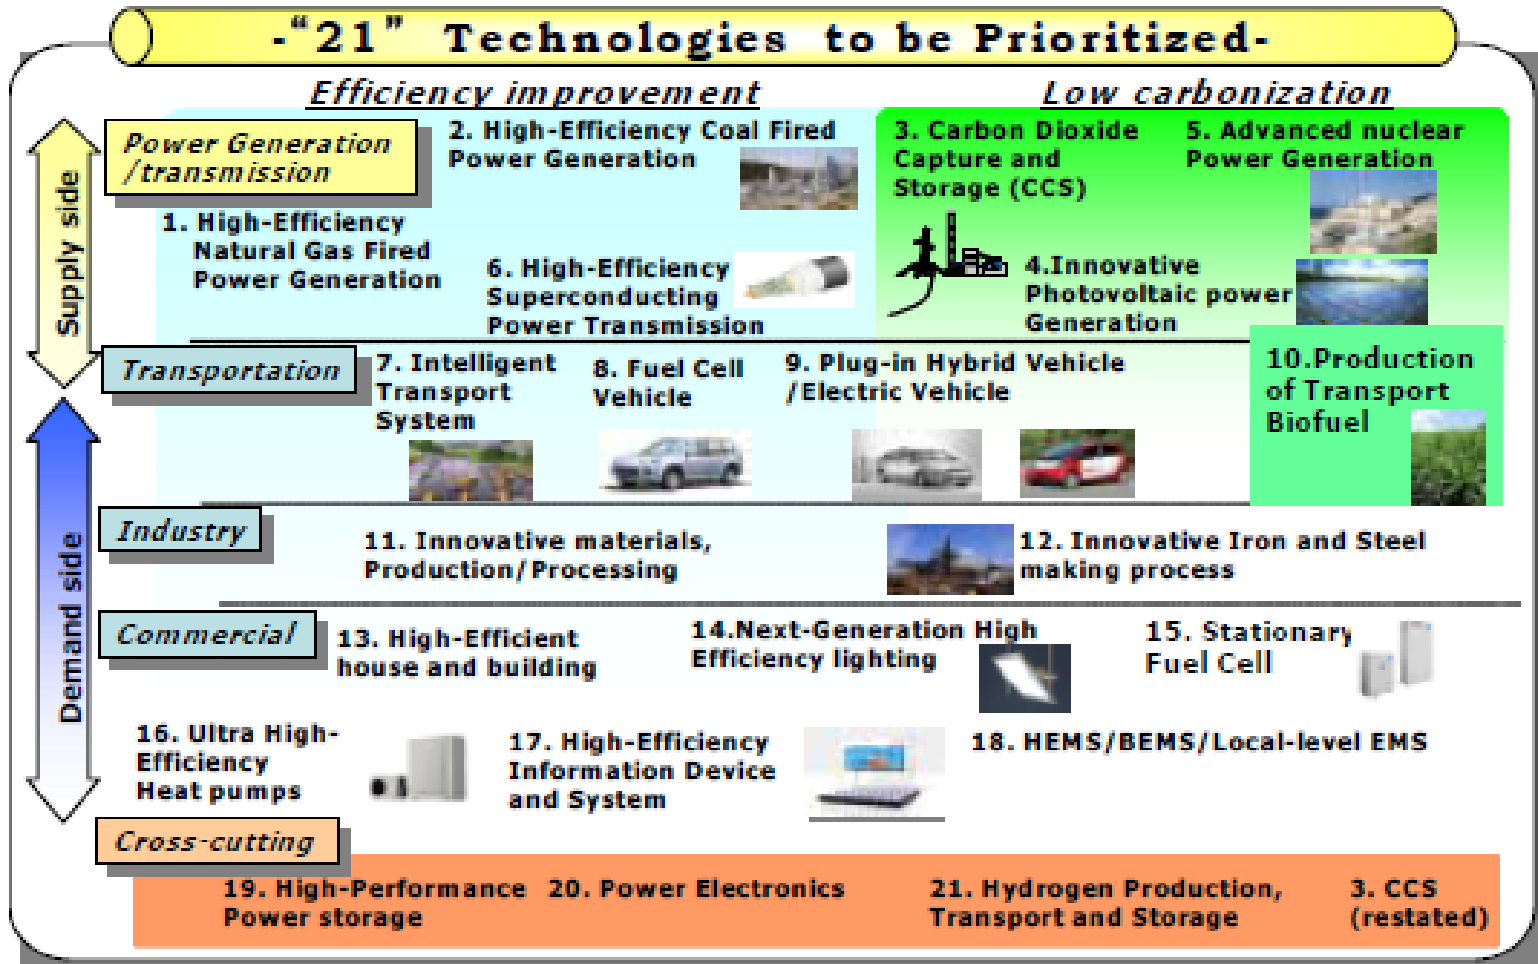 -“21” Technologies to be Prioritized-
Efficiency improvement
Low carbonization
Supply side
Power Generation
/transmission
1. High-Efficiency
Natural Gas Fired
Power Generation
2. High-Efficiency Coal Fired
Power Generation
3. Carbon Dioxide
Capture and
Storage (CCS)
5. Advanced nuclear
Power Generation
6. High-Efficiency
Superconducting
Power Transmission
4.Innovative
Photovoltaic power
Generation
Transportation
7. Intelligent
Transport
System
8. Fuel Cell
Vehicle
9. Plug-in Hybrid Vehicle
/Electric Vehicle
10.Production
of Transport
Biofuel
Demand side
Industry
11. Innovative materials,
Production/Processing
12. Innovative Iron and Steel
making process
Commercial
13. High-Efficient
house and building
14.Next-Generation High
Efficiency lighting
15. Stationary
Fuel Cell
16. Ultra High-
Efficiency
Heat pumps
17. High-Efficiency
Information Device
and System
18. HEMS/BEMS/Local-level EMS
Cross-cutting
19. High-Performance
Power storage
20. Power Electronics
21. Hydrogen Production,
Transport and Storage
3. CCS
(restated)